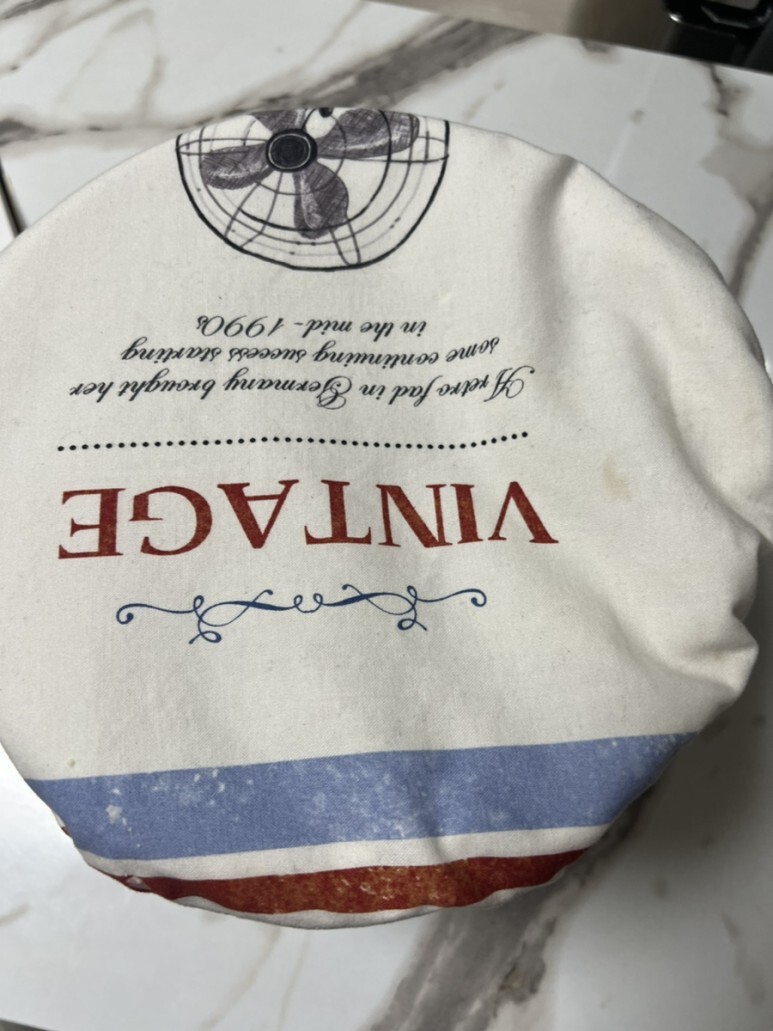 VINTAGE
A retro fad in Germany brought her
some continuing success starting
in the mid-1990s